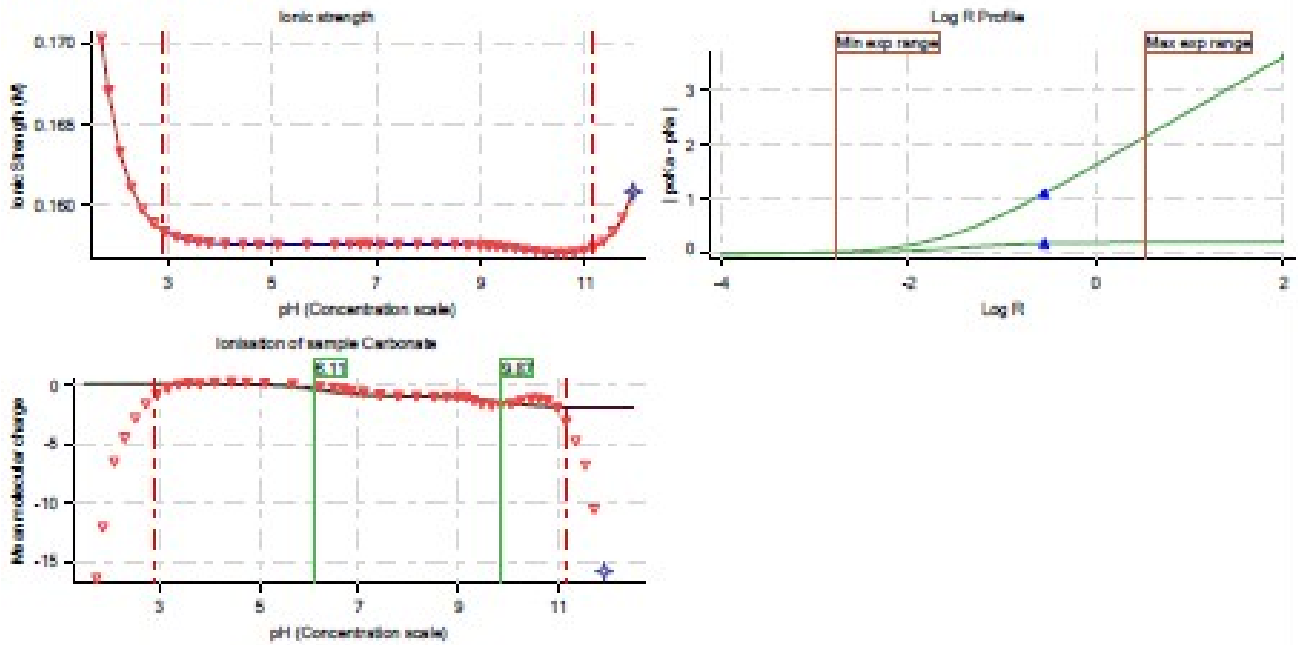 Ionic strength
0.170
0.165
0.160
Ionic Strength (M)
3
5
7
9
11
pH (Concentration scale)
Log R Profile
Min exp range
Max exp range
3
2
1
0
| poKa - pKa |
-4
-2
0
2
Log R
Ionisation of sample Carbonate
6.11
0
-5
-10
-15
Mean molecular charge
3
5
7
9
11
pH (Concentration scale)